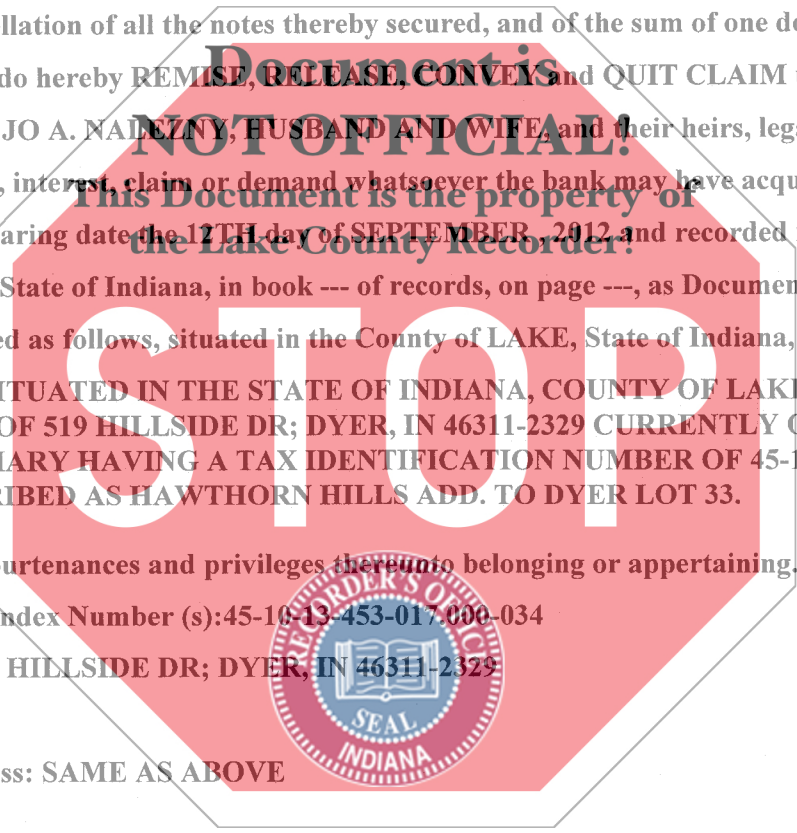 llation of all the notes thereby secured, and of the sum of one do
Document is
do hereby REMISE, RELEASE, CONVEY and QUIT CLAIM
NOT OFFICIAL!
JO A. NALEZNY, HUSBAND AND WIFE, and their heirs, lega
, interest, claim or demand whatsoever the bank may have acqu
This Document is the property of
aring date the 12TH day of SEPTEMBER , 2012 and recorded
the Lake County Recorder!
State of Indiana, in book --- of records, on page ---, as Documen
ed as follows, situated in the County of LAKE, State of Indiana,
STOP
ITUATED IN THE STATE OF INDIANA, COUNTY OF LAKE
OF 519 HILLSIDE DR; DYER, IN 46311-2329 CURRENTLY O
IARY HAVING A TAX IDENTIFICATION NUMBER OF 45-1
RIBED AS HAWTHORN HILLS ADD. TO DYER LOT 33.
urtenances and privileges thereunto belonging or appertaining.
ndex Number (s):45-10-13-453-017.000-034
HILLSIDE DR; DYER, IN 46311-2329
RECORDER'S OFFICE
SEAL
INDIANA
ss: SAME AS ABOVE